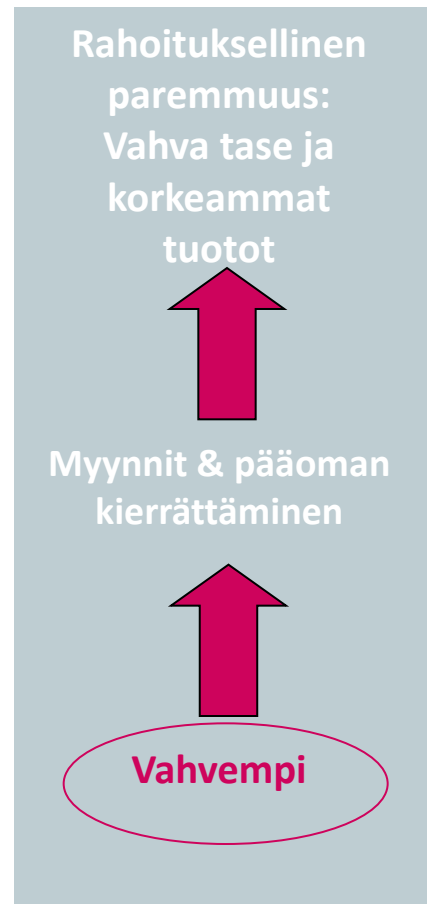 Rahoituksellinen
paremmuus:
Vahva tase ja
korkeammat
tuotot
Myynnit & pääoman
kierrättäminen
Vahvempi